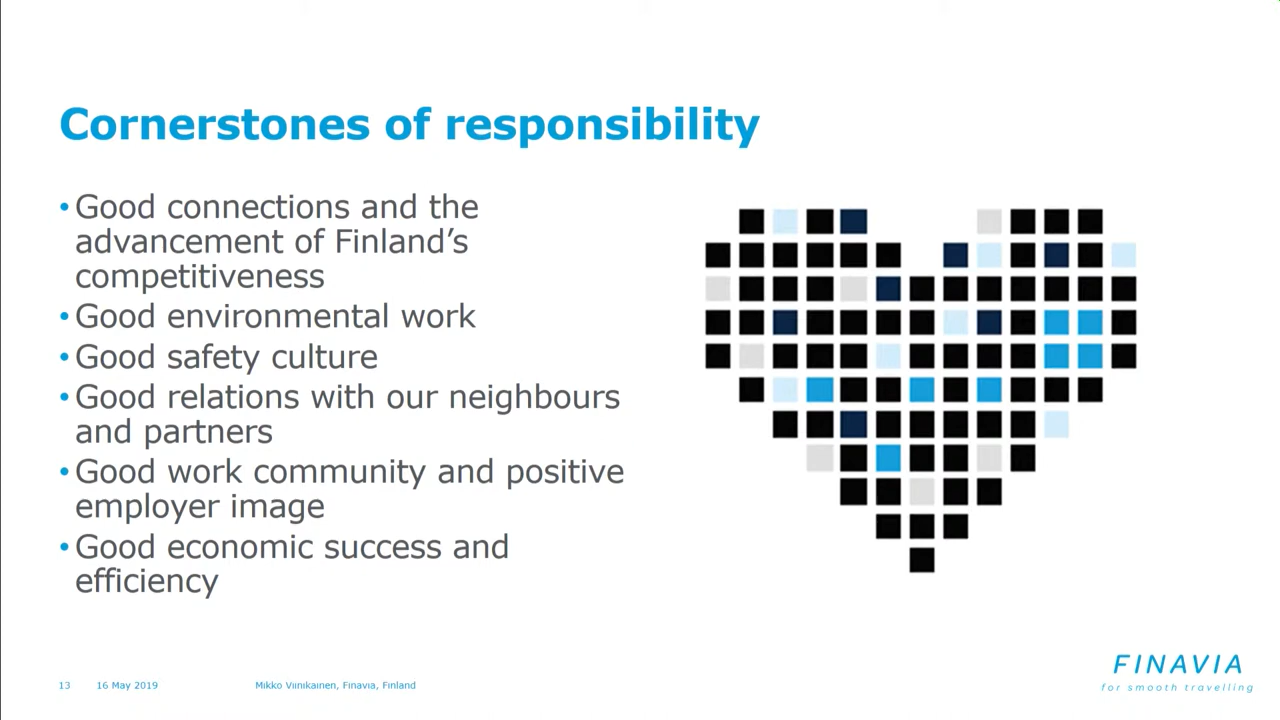 Cornerstones of responsibility
•Good connections and the
advancement of Finland’s
competitiveness
•Good environmental work
•Good safety culture
•Good relations with our neighbours
and partners
•Good work community and positive
employer image
•Good economic success and
efficiency
13 16 May 2019 Mikko Viinikainen, Finavia, Finland
FINAVIA
for smooth travelling